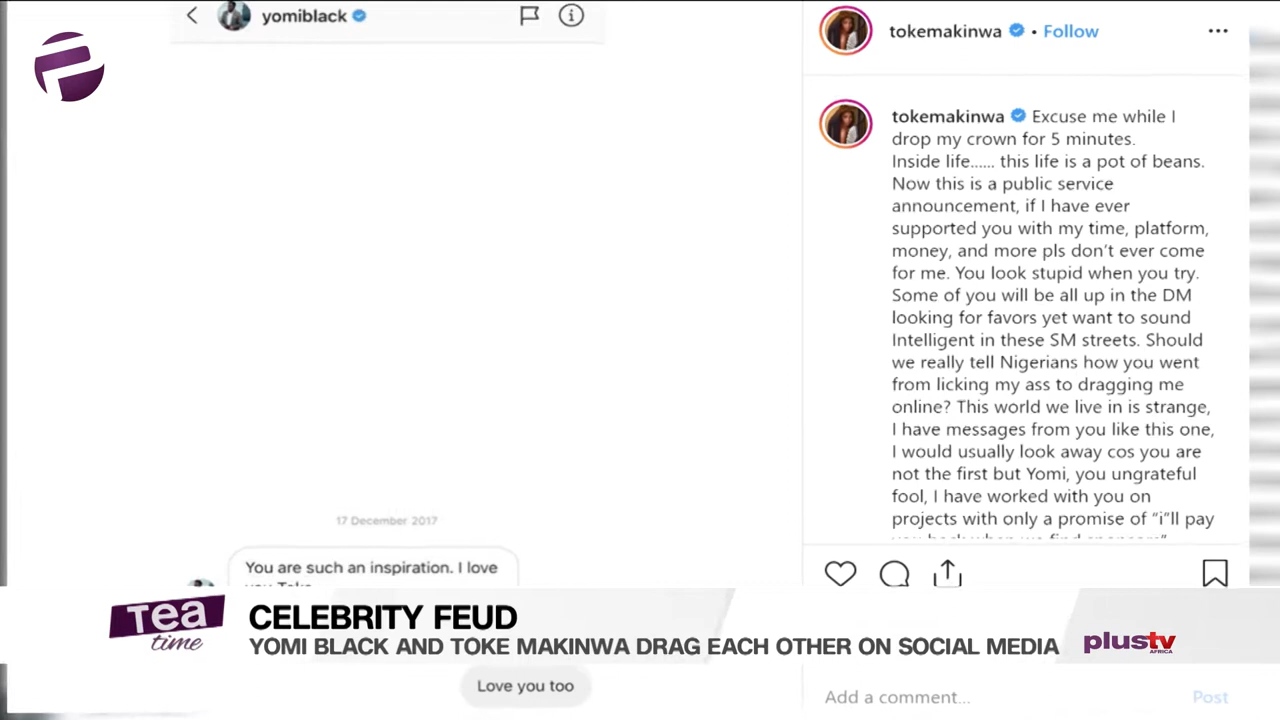 yomiblack
tokemakinwa • Follow
tokemakinwa Excuse me while I
drop my crown for 5 minutes.
Inside life...... this life is a pot of beans.
Now this is a public service
announcement, if I have ever
supported you with my time, platform,
money, and more pls don't ever come
for me. You look stupid when you try.
Some of you will be all up in the DM
looking for favors yet want to sound
Intelligent in these SM streets. Should
we really tell Nigerians how you went
from licking my ass to dragging me
online? This world we live in is strange,
I have messages from you like this one,
I would usually look away cos you are
not the first but Yomi, you ungrateful
fool, I have worked with you on
projects with only a promise of "i"ll pay
17 December 2017
You are such an inspiration. I love
Tea
time
CELEBRITY FEUD
YOMI BLACK AND TOKE MAKINWA DRAG EACH OTHER ON SOCIAL MEDIA
plustv
AFRICA
Love you too
Add a comment...
Post